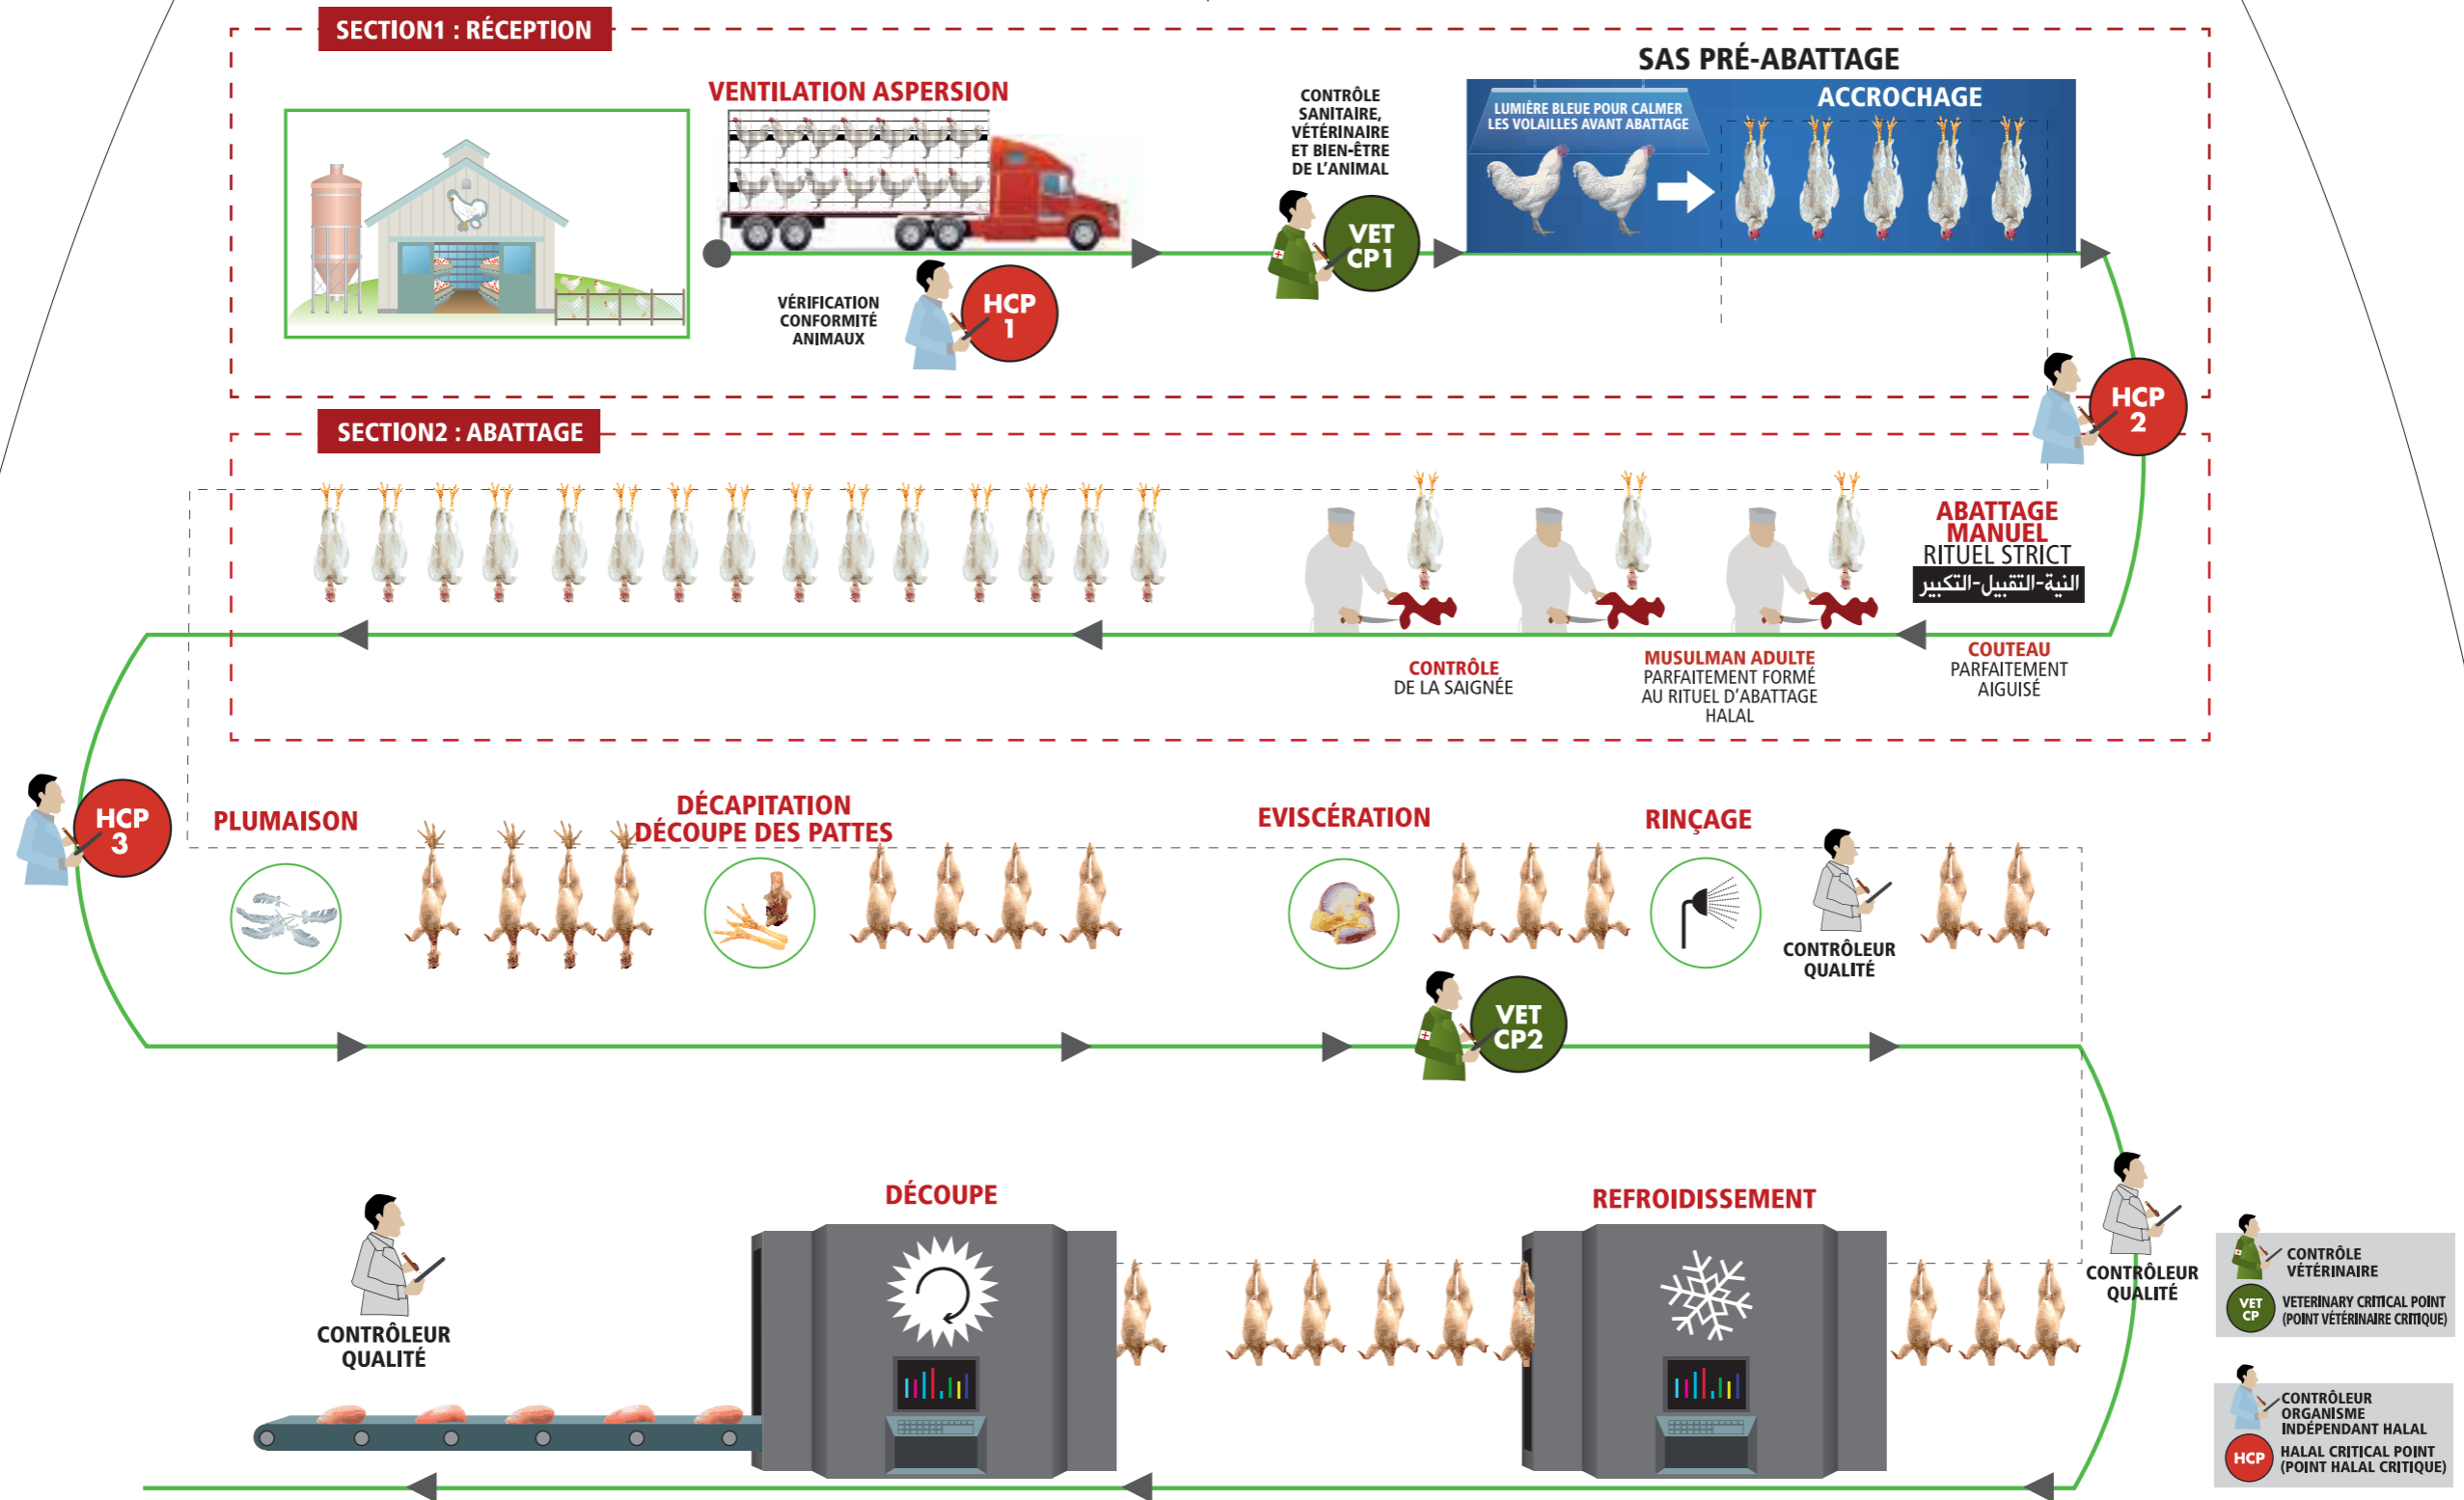 SECTION1 : RÉCEPTION
VENTILATION ASPERSION
VÉRIFICATION
CONFORMITÉ
ANIMAUX
HCP
1
CONTRÔLE
SANITAIRE,
VÉTÉRINAIRE
ET BIEN-ÊTRE
DE L'ANIMAL
VET
CP1
SAS PRÉ-ABATTAGE
LUMIÈRE BLEUE POUR CALMER
LES VOLAILLES AVANT ABATTAGE
ACCROCHAGE
HCP
2
SECTION2 : ABATTAGE
ABATTAGE
MANUEL
RITUEL STRICT
النية-التقبيل-التكبير
COUTEAU
PARFAITEMENT
AIGUISÉ
MUSULMAN ADULTE
PARFAITEMENT FORMÉ
AU RITUEL D'ABATTAGE
HALAL
CONTRÔLE
DE LA SAIGNÉE
HCP
3
PLUMAISON
DÉCAPITATION
DÉCOUPE DES PATTES
EVISCÉRATION
RINÇAGE
CONTRÔLEUR
QUALITÉ
VET
CP2
CONTRÔLEUR
QUALITÉ
REFROIDISSEMENT
DÉCOUPE
CONTRÔLEUR
QUALITÉ
CONTRÔLE
VÉTÉRINAIRE
VET
CP
VETERINARY CRITICAL POINT
(POINT VÉTÉRINAIRE CRITIQUE)
CONTRÔLEUR
ORGANISME
INDÉPENDANT HALAL
HCP
HALAL CRITICAL POINT
(POINT HALAL CRITIQUE)